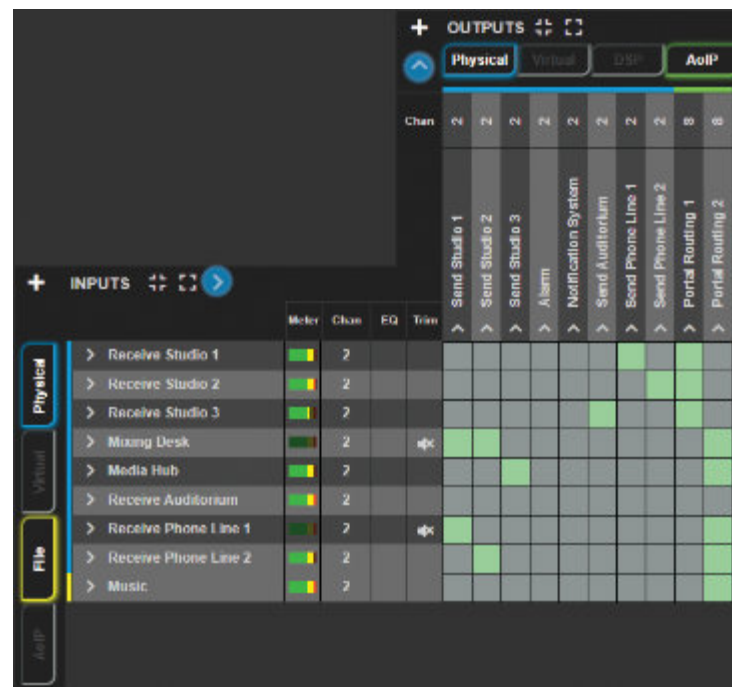 + OUTPUTS
Physical Virtual DSP AoIP
Chan 2 2 2 2 2 2 2 2 8 8
Send Studio 1
Send Studio 2
Send Studio 3
Alarm
Notification System
Send Auditorium
Send Phone Line 1
Send Phone Line 2
Portal Routing 1
Portal Routing 2
+ INPUTS
Meter Chan EQ Trim
Physical
Virtual
File
AoIP
> Receive Studio 1 2
> Receive Studio 2 2
> Receive Studio 3 2
> Mixing Desk 2
> Media Hub 2
> Receive Auditorium 2
> Receive Phone Line 1 2
> Receive Phone Line 2 2
> Music 2